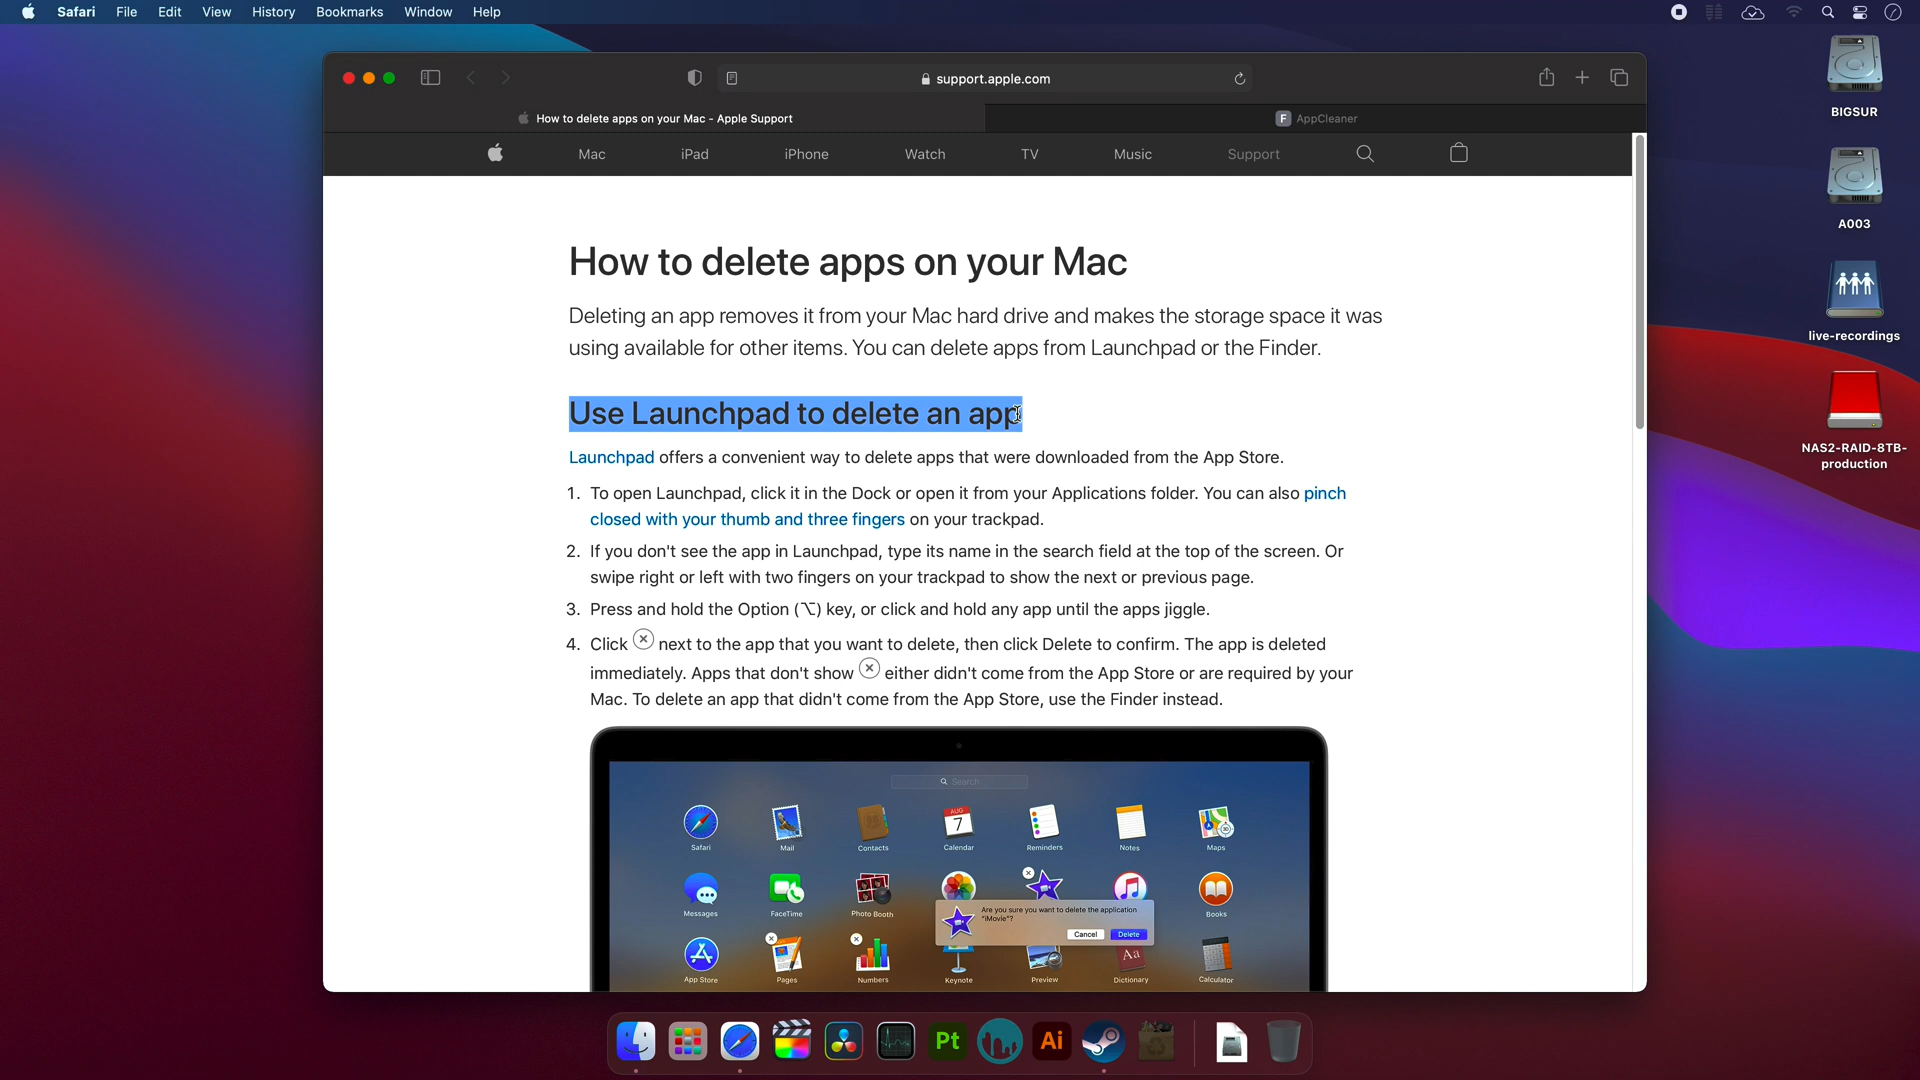 Safari File Edit View History Bookmarks Window Help
support.apple.com
How to delete apps on your Mac - Apple Support
F AppCleaner
Mac iPad iPhone Watch TV Music Support
How to delete apps on your Mac
Deleting an app removes it from your Mac hard drive and makes the storage space it was
using available for other items. You can delete apps from Launchpad or the Finder.
Use Launchpad to delete an app
Launchpad offers a convenient way to delete apps that were downloaded from the App Store.
1. To open Launchpad, click it in the Dock or open it from your Applications folder. You can also pinch
closed with your thumb and three fingers on your trackpad.
2. If you don't see the app in Launchpad, type its name in the search field at the top of the screen. Or
swipe right or left with two fingers on your trackpad to show the next or previous page.
3. Press and hold the Option (⌥) key, or click and hold any app until the apps jiggle.
4. Click ⓧ next to the app that you want to delete, then click Delete to confirm. The app is deleted
immediately. Apps that don't show ⓧ either didn't come from the App Store or are required by your
Mac. To delete an app that didn't come from the App Store, use the Finder instead.
Search
AUG
7
Safari Mail Contacts Calendar Reminders Notes Maps
Messages FaceTime Photo Booth Books
Are you sure you want to delete the application
"iMovie"?
Cancel Delete
Aa
App Store Pages Numbers Keynote Preview Dictionary Calculator
BIGSUR
A003
live-recordings
NAS2-RAID-8TB-
production
Pt Ai